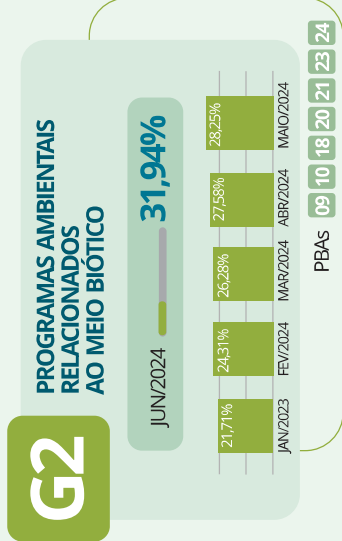 G2
PROGRAMAS AMBIENTAIS
RELACIONADOS
AO MEIO BIÓTICO
JUN/2024 31,94%
21,71% 24,31% 26,28% 27,58% 28,25%
JAN/2023 FEV/2024 MAR/2024 ABR/2024 MAIO/2024
PBAs 09 10 18 20 21 23 24